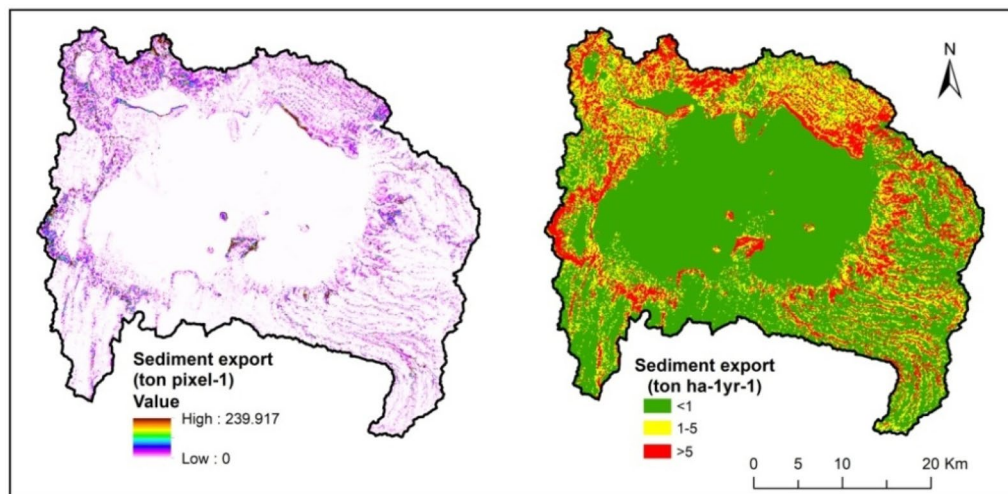 N
Sediment export
(ton pixel-1)
Value
High : 239.917
Low : 0
Sediment export
(ton ha-1yr-1)
<1
1-5
>5
0 5 10 20 Km